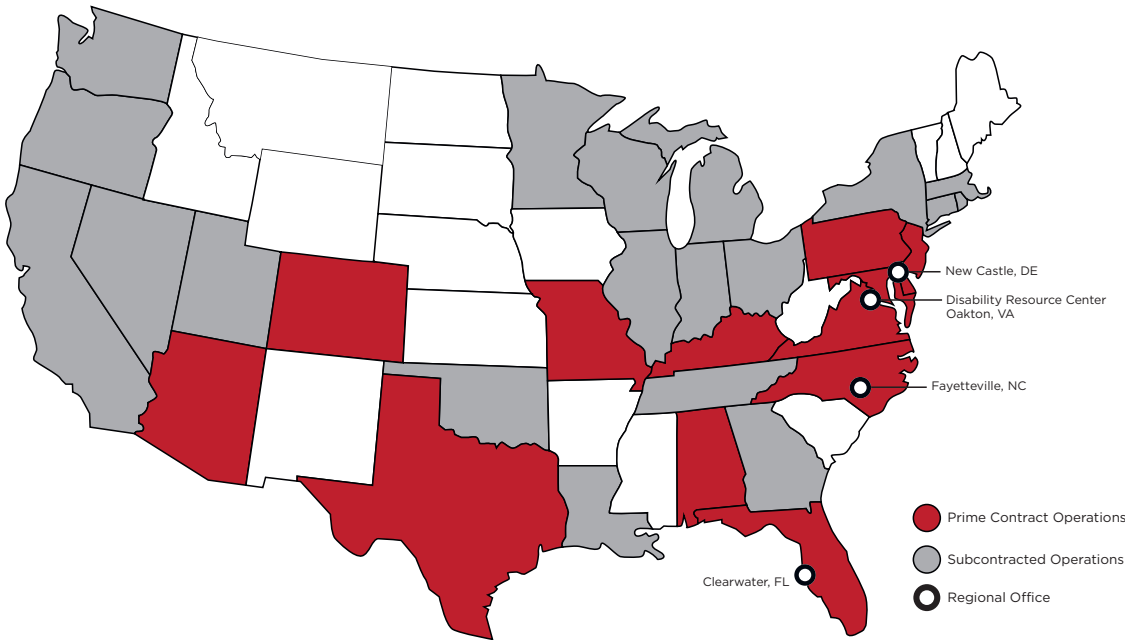 New Castle, DE
Disability Resource Center
Oakton, VA
Fayetteville, NC
Clearwater, FL
Prime Contract Operations
Subcontracted Operations
Regional Office